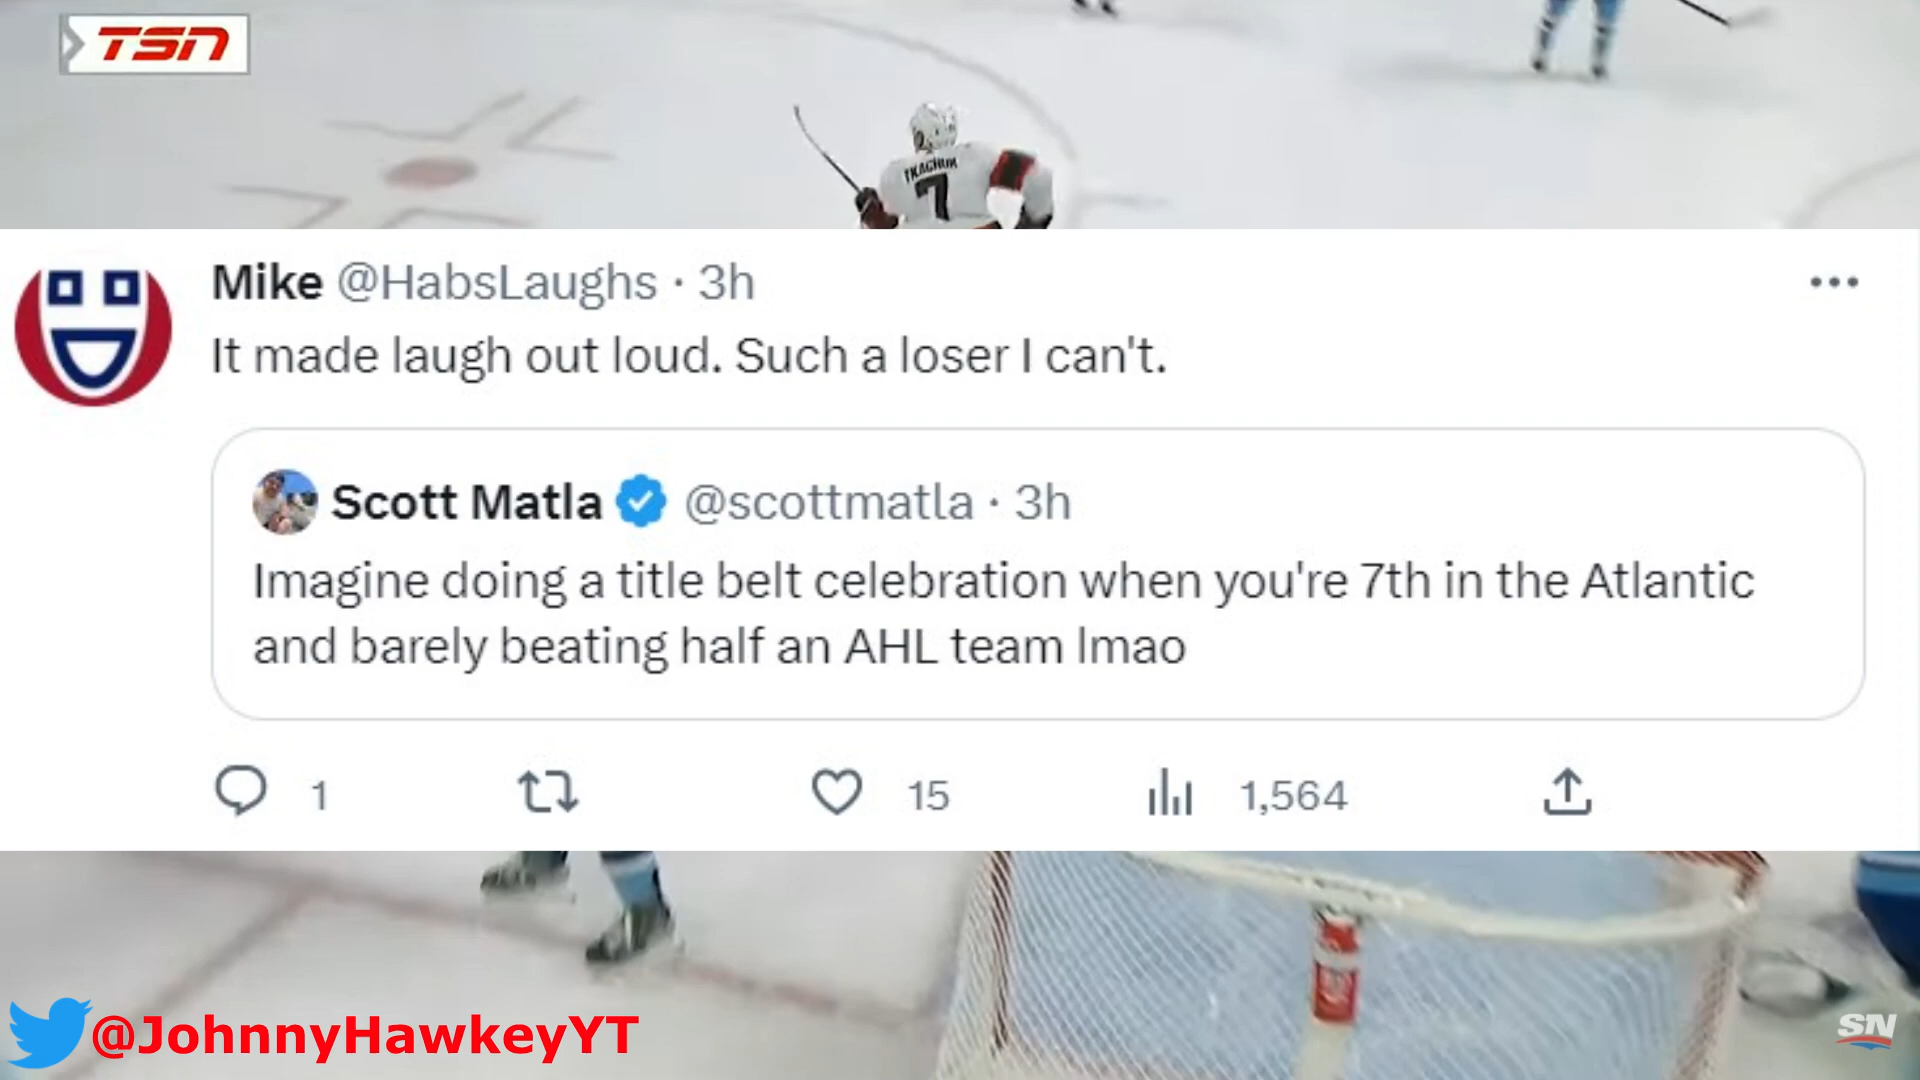 TSN
TKACHUK
7
Mike @HabsLaughs · 3h
It made laugh out loud. Such a loser I can't.
Scott Matla @scottmatla · 3h
Imagine doing a title belt celebration when you're 7th in the Atlantic
and barely beating half an AHL team lmao
1
15
1,564
@JohnnyHawkeyYT
SN